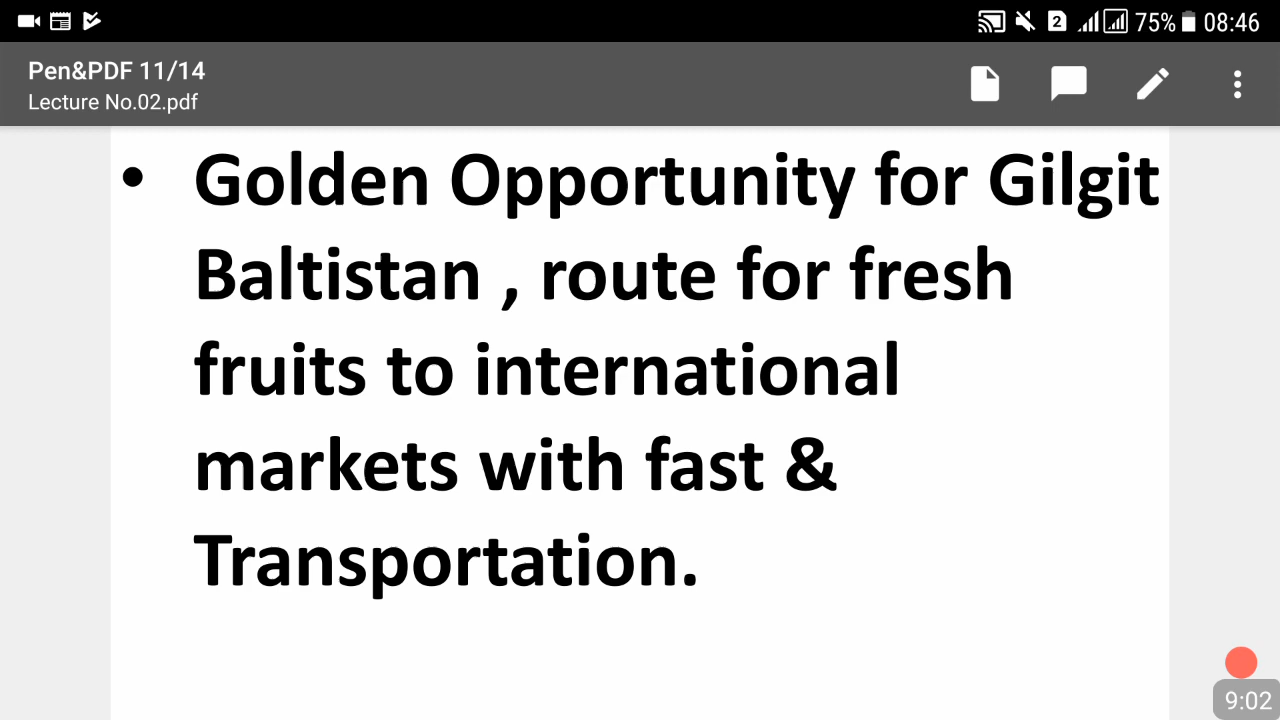 75% 08:46
Pen&PDF 11/14
Lecture No.02.pdf
• Golden Opportunity for Gilgit
Baltistan , route for fresh
fruits to international
markets with fast &
Transportation.
9:02